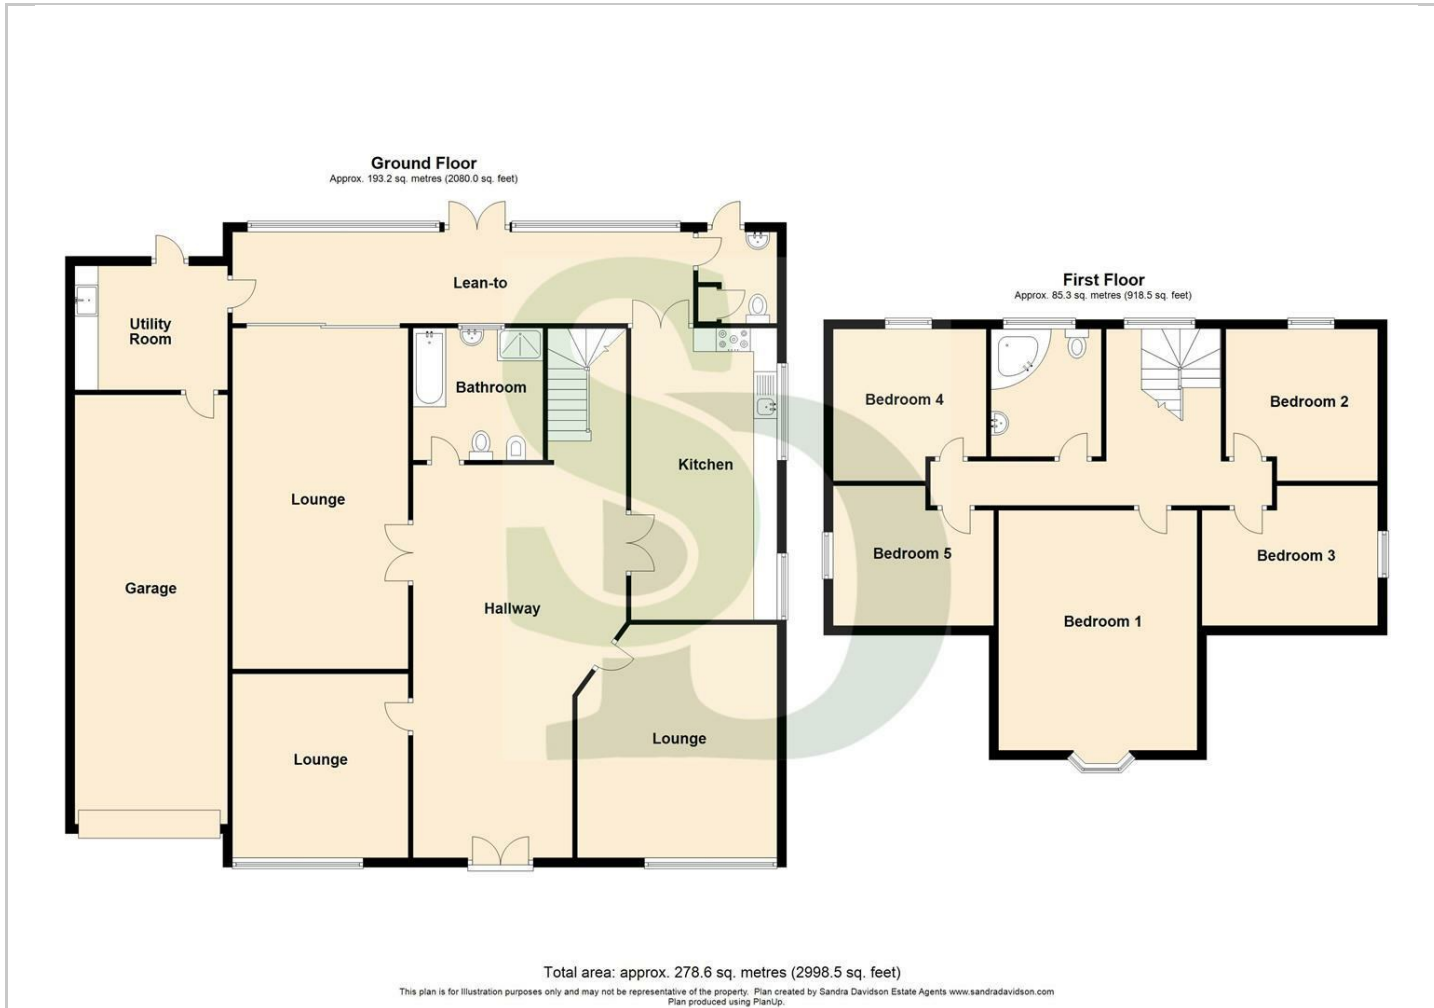 Ground Floor
Approx. 193.2 sq. metres (2080.0 sq. feet)
Lean-to
Utility
Room
Bathroom
Kitchen
Lounge
Garage
Hallway
Lounge
Lounge
First Floor
Approx. 85.3 sq. metres (918.5 sq. feet)
Bedroom 4
Bedroom 2
Bedroom 5
Bedroom 3
Bedroom 1
SD
Total area: approx. 278.6 sq. metres (2998.5 sq. feet)
This plan is for Illustration purposes only and may not be representative of the property. Plan created by Sandra Davidson Estate Agents www.sandradavidson.com
Plan produced using PlanUp.